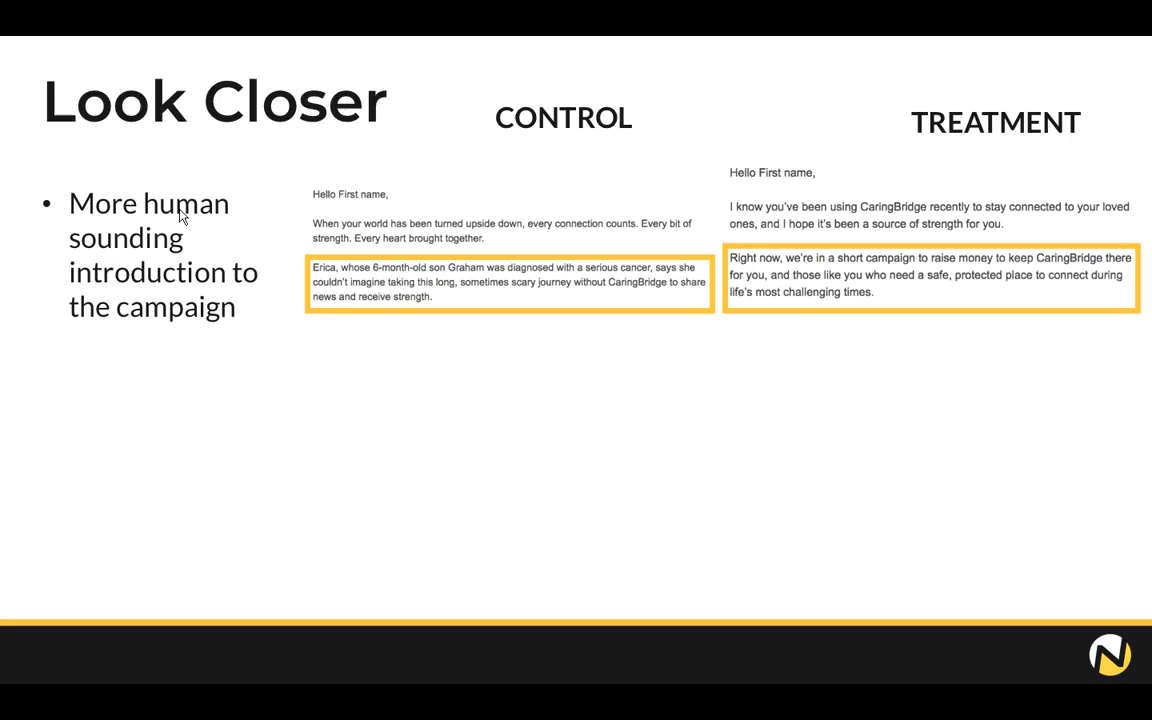 Look Closer
CONTROL
TREATMENT
• More human
sounding
introduction to
the campaign
Hello First name,
When your world has been turned upside down, every connection counts. Every bit of
strength. Every heart brought together.
Erica, whose 6-month-old son Graham was diagnosed with a serious cancer, says she
couldn't imagine taking this long, sometimes scary journey without CaringBridge to share
news and receive strength.
Hello First name,
I know you've been using CaringBridge recently to stay connected to your loved
ones, and I hope it's been a source of strength for you.
Right now, we're in a short campaign to raise money to keep CaringBridge there
for you, and those like you who need a safe, protected place to connect during
life's most challenging times.
N